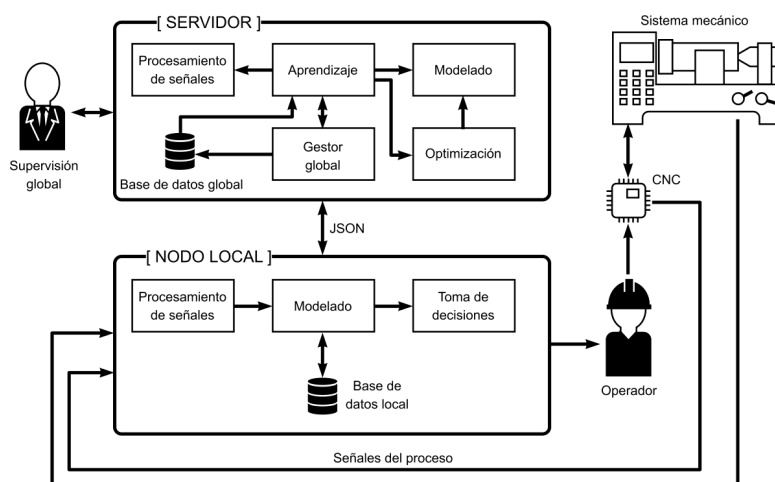 [ SERVIDOR ]
Sistema mecánico
Procesamiento
de señales
Aprendizaje
Modelado
Supervisión
global
Base de datos global
Gestor
global
Optimización
CNC
JSON
[ NODO LOCAL ]
Procesamiento
de señales
Modelado
Toma de
decisiones
Base de
datos local
Operador
Señales del proceso